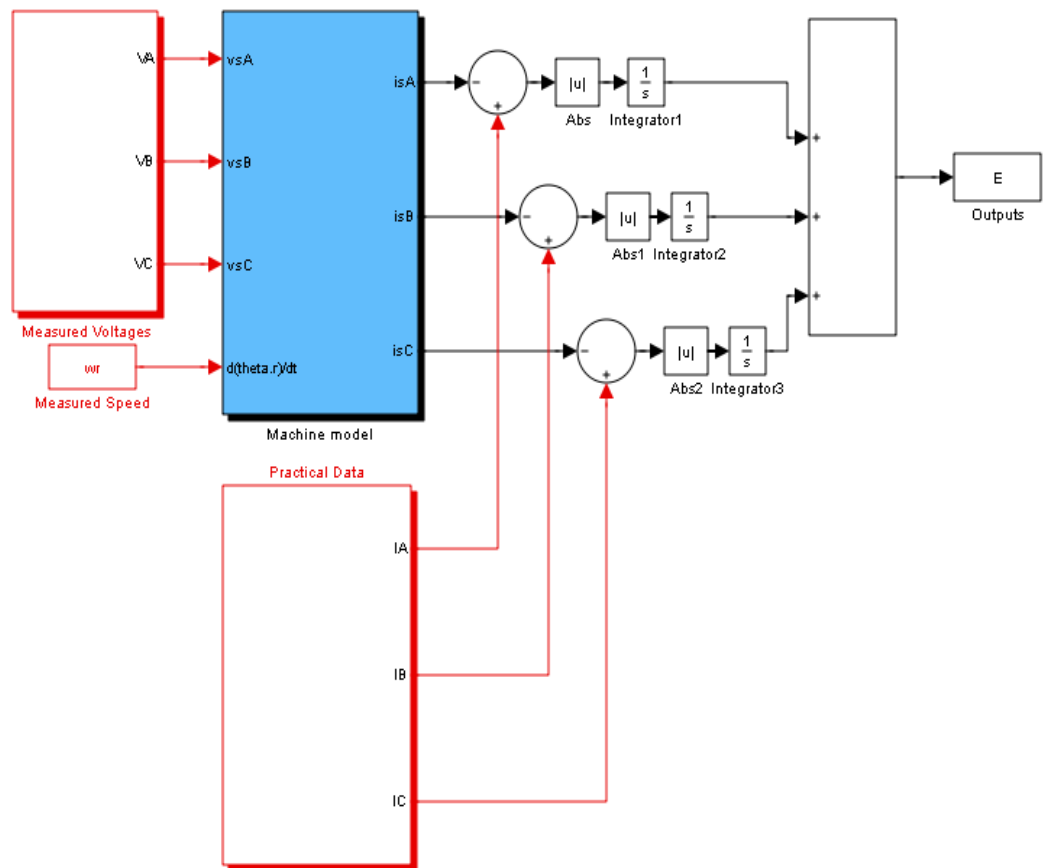 VA
VB
VC
Measured Voltages
wr
Measured Speed
vsA
vsB
vsC
d(theta.r)/dt
isA
isB
isC
Machine model
−
+
|u|
Abs
1
s
Integrator1
−
+
|u|
Abs1
1
s
Integrator2
−
+
|u|
Abs2
1
s
Integrator3
+
+
+
E
Outputs
Practical Data
IA
IB
IC